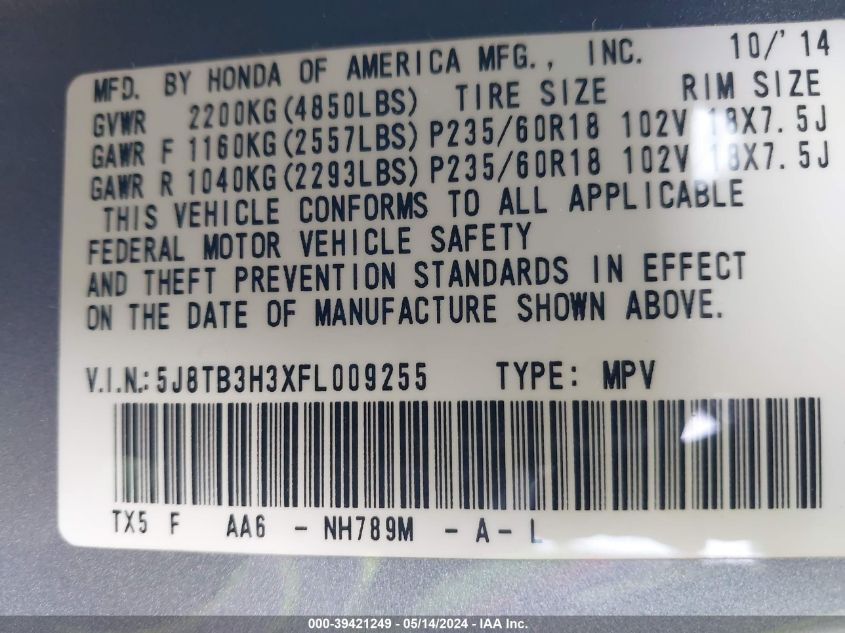 MFD. BY HONDA OF AMERICA MFG., INC. 10/'14
GVWR 2200KG(4850LBS) TIRE SIZE RIM SIZE
GAWR F 1160KG(2557LBS) P235/60R18 102V 18X7.5J
GAWR R 1040KG(2293LBS) P235/60R18 102V 18X7.5J
THIS VEHICLE CONFORMS TO ALL APPLICABLE
FEDERAL MOTOR VEHICLE SAFETY
AND THEFT PREVENTION STANDARDS IN EFFECT
ON THE DATE OF MANUFACTURE SHOWN ABOVE.
V.I.N.: 5J8TB3H3XFL009255 TYPE: MPV
TX5 F AA6 - NH789M - A - L
000-39421249 - 05/14/2024 - IAA Inc.